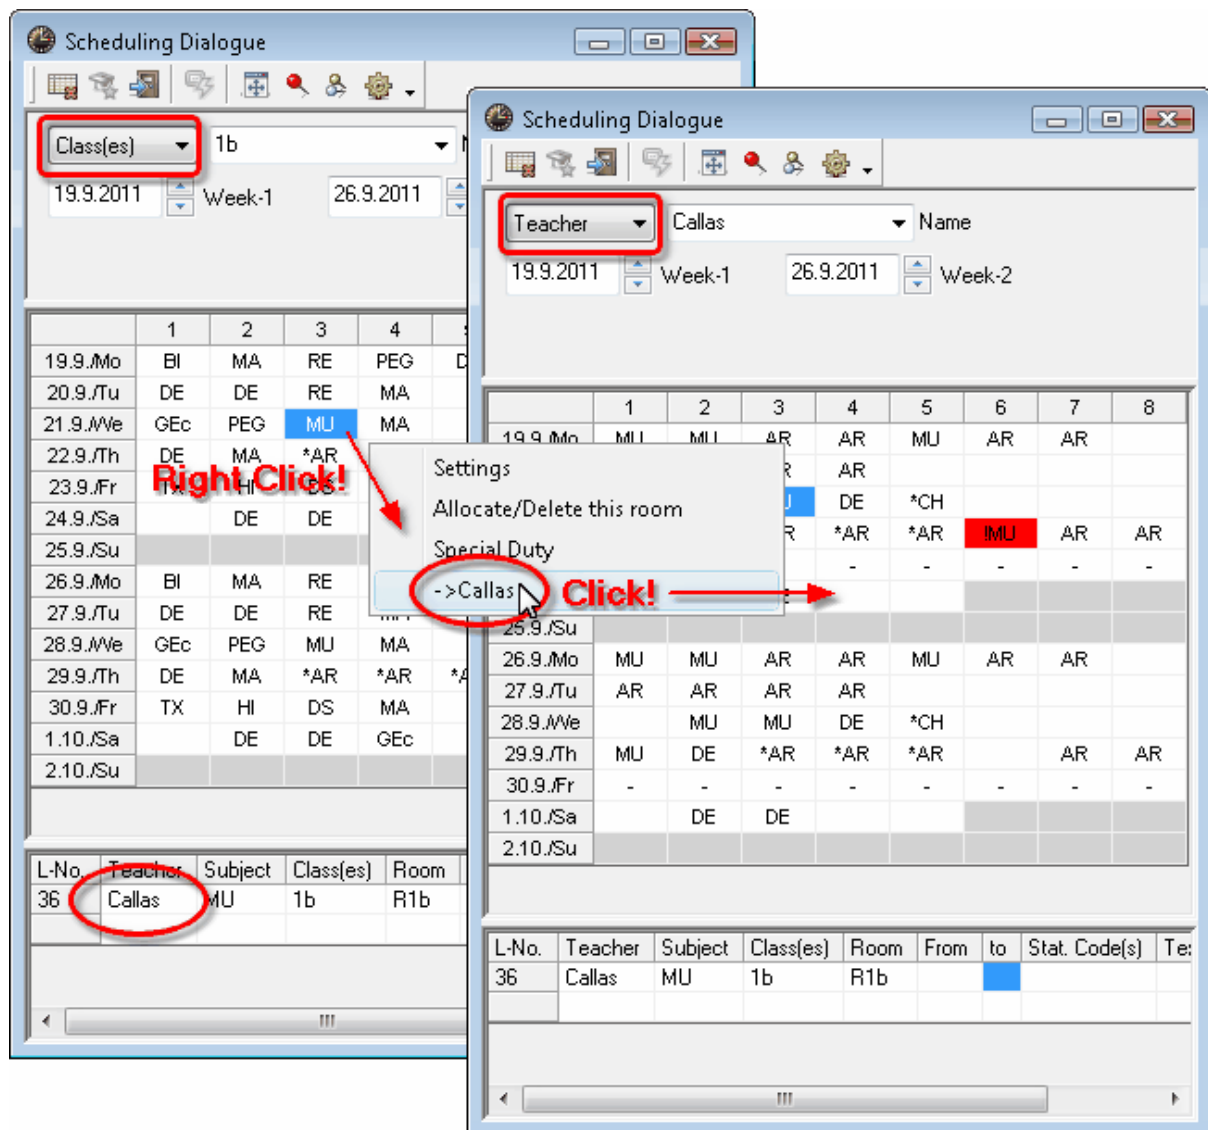 Scheduling Dialogue
Class(es) 1b
19.9.2011 Week-1 26.9.2011
1 2 3 4
19.9./Mo BI MA RE PEG
20.9./Tu DE DE RE MA
21.9./We GEc PEG MU MA
22.9./Th DE MA *AR
23.9./Fr TX HI DS
Right Click!
24.9./Sa DE DE
25.9./Su
26.9./Mo BI MA RE
27.9./Tu DE DE RE
28.9./We GEc PEG MU MA
29.9./Th DE MA *AR *AR
30.9./Fr TX HI DS MA
1.10./Sa DE DE GEc
2.10./Su
L-No. Teacher Subject Class(es) Room
36 Callas MU 1b R1b
Settings
Allocate/Delete this room
Special Duty
->Callas
Click!
Scheduling Dialogue
Teacher Callas Name
19.9.2011 Week-1 26.9.2011 Week-2
1 2 3 4 5 6 7 8
19.9./Mo MU MU AR AR MU AR AR
AR
DE *CH
*AR *AR !MU AR AR
- - - - -
25.9./Su
26.9./Mo MU MU AR AR MU AR AR
27.9./Tu AR AR AR AR
28.9./We MU MU DE *CH
29.9./Th MU DE *AR *AR *AR AR AR
30.9./Fr - - - - - - - -
1.10./Sa DE DE
2.10./Su
L-No. Teacher Subject Class(es) Room From to Stat. Code(s)
36 Callas MU 1b R1b